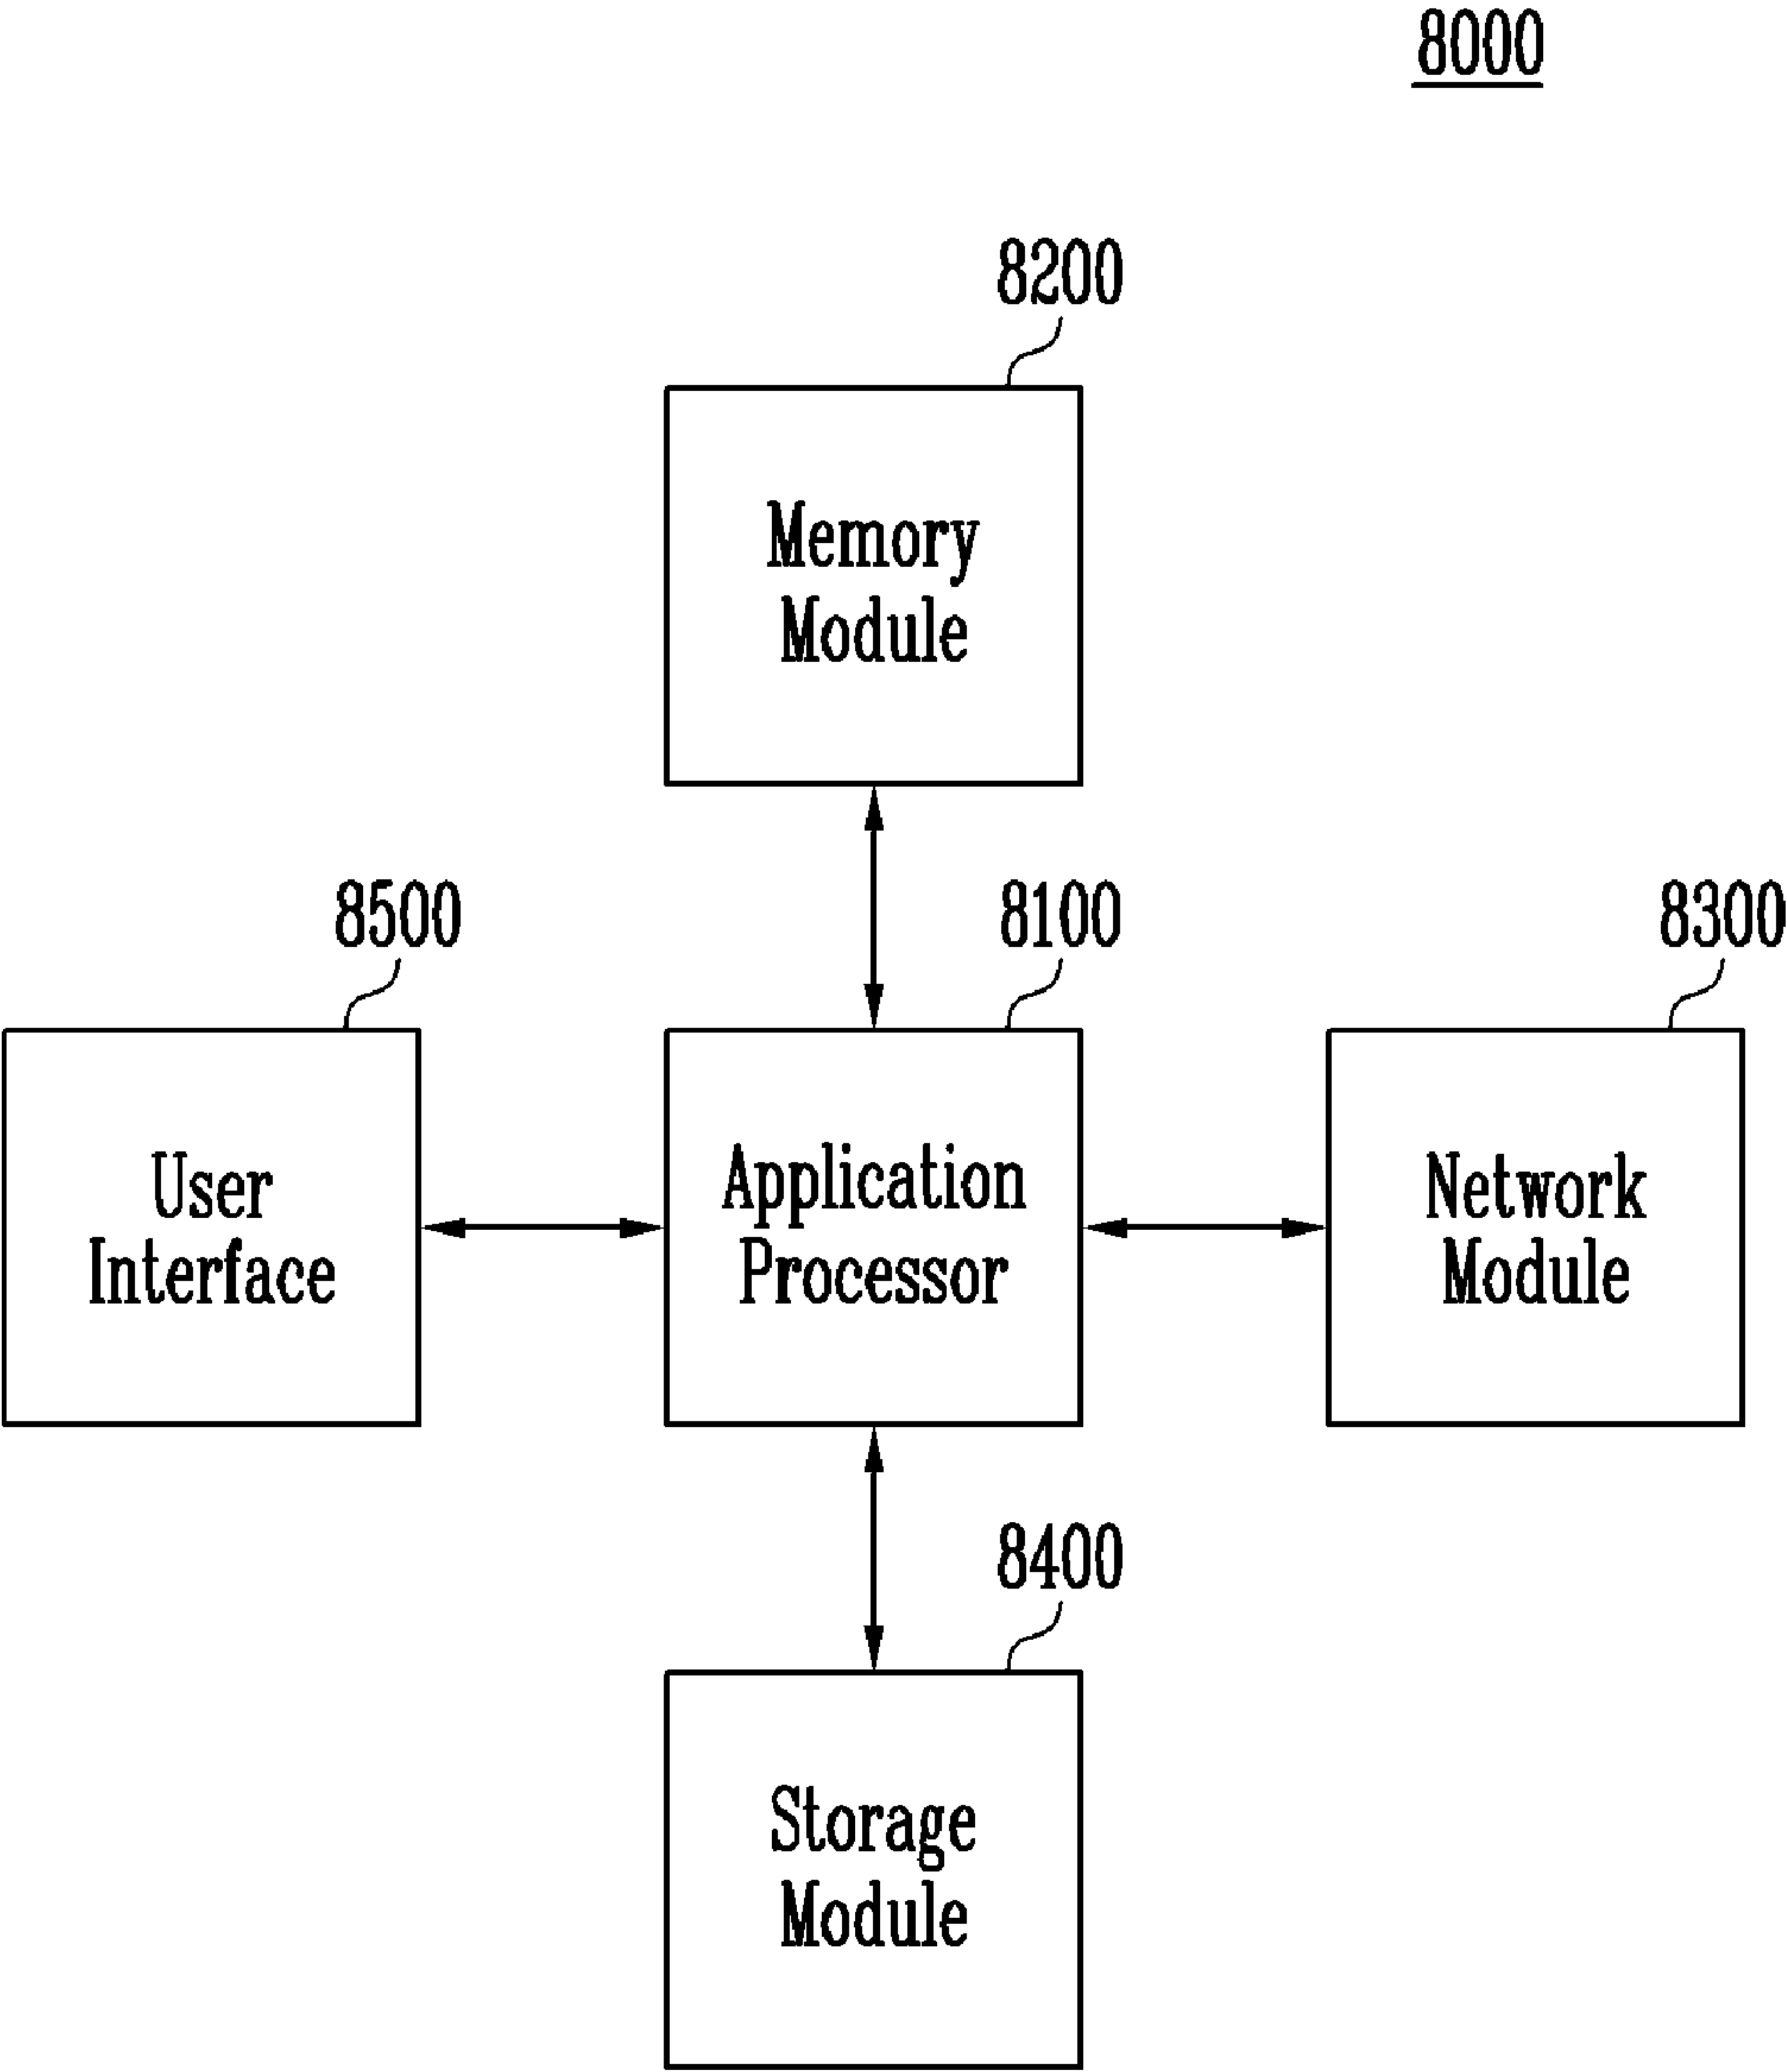 8000
8200
Memory
Module
8500
8100
8300
User
Interface
Application
Processor
Network
Module
8400
Storage
Module